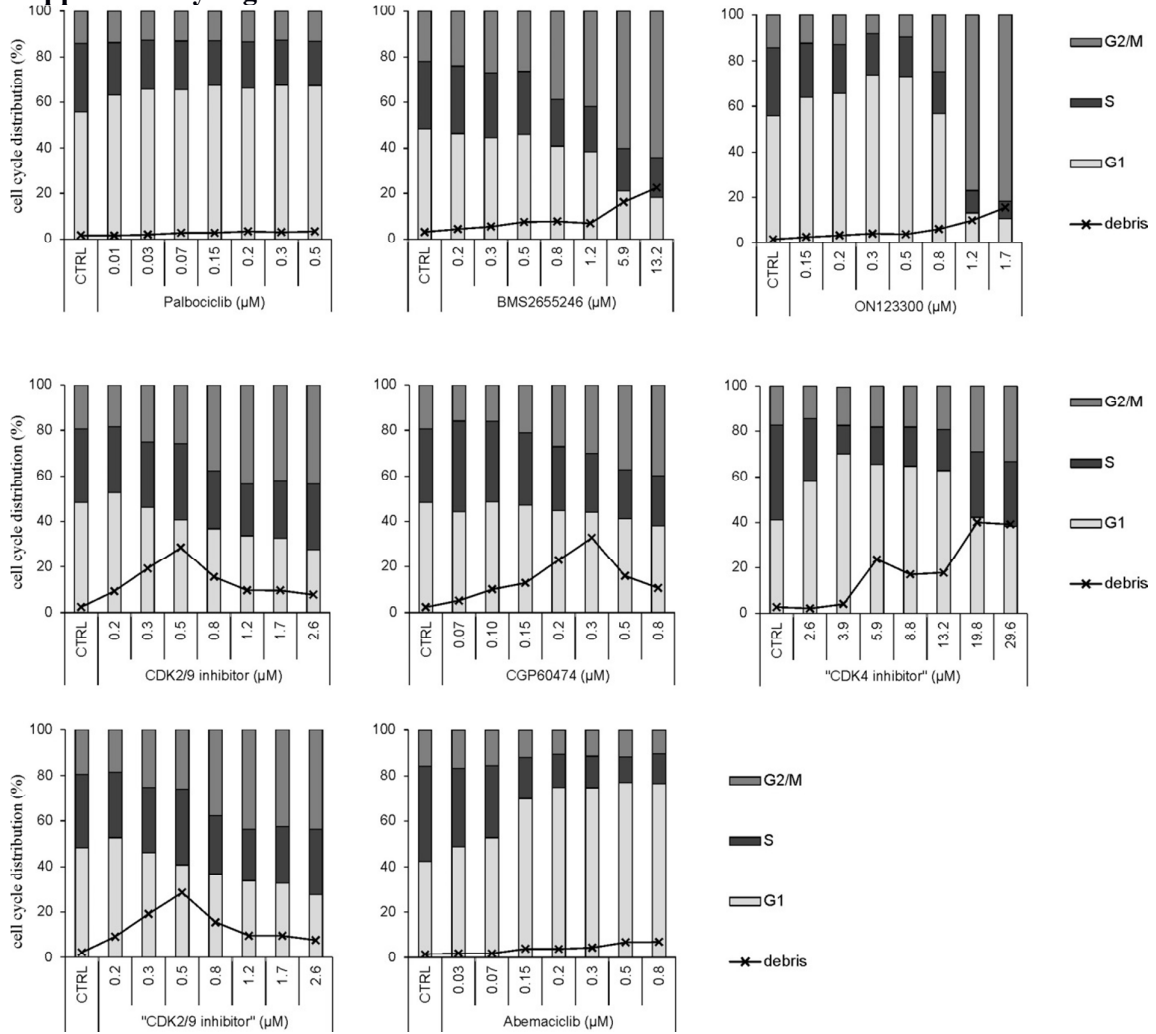 cell cycle distribution (%)
100
80
60
40
20
0
CTRL 0.01 0.03 0.07 0.15 0.2 0.3 0.5
Palbociclib (µM)
100
80
60
40
20
0
CTRL 0.2 0.3 0.5 0.8 1.2 5.9 13.2
BMS2655246 (µM)
100
80
60
40
20
0
CTRL 0.15 0.2 0.3 0.5 0.8 1.2 1.7
ON123300 (µM)
G2/M
S
G1
debris
cell cycle distribution (%)
100
80
60
40
20
0
CTRL 0.2 0.3 0.5 0.8 1.2 1.7 2.6
CDK2/9 inhibitor (µM)
100
80
60
40
20
0
CTRL 0.07 0.10 0.15 0.2 0.3 0.5 0.8
CGP60474 (µM)
100
80
60
40
20
0
CTRL 2.6 3.9 5.9 8.8 13.2 19.8 29.6
"CDK4 inhibitor" (µM)
G2/M
S
G1
debris
cell cycle distribution (%)
100
80
60
40
20
0
CTRL 0.2 0.3 0.5 0.8 1.2 1.7 2.6
"CDK2/9 inhibitor" (µM)
100
80
60
40
20
0
CTRL 0.03 0.07 0.15 0.2 0.3 0.5 0.8
Abemaciclib (µM)
G2/M
S
G1
debris